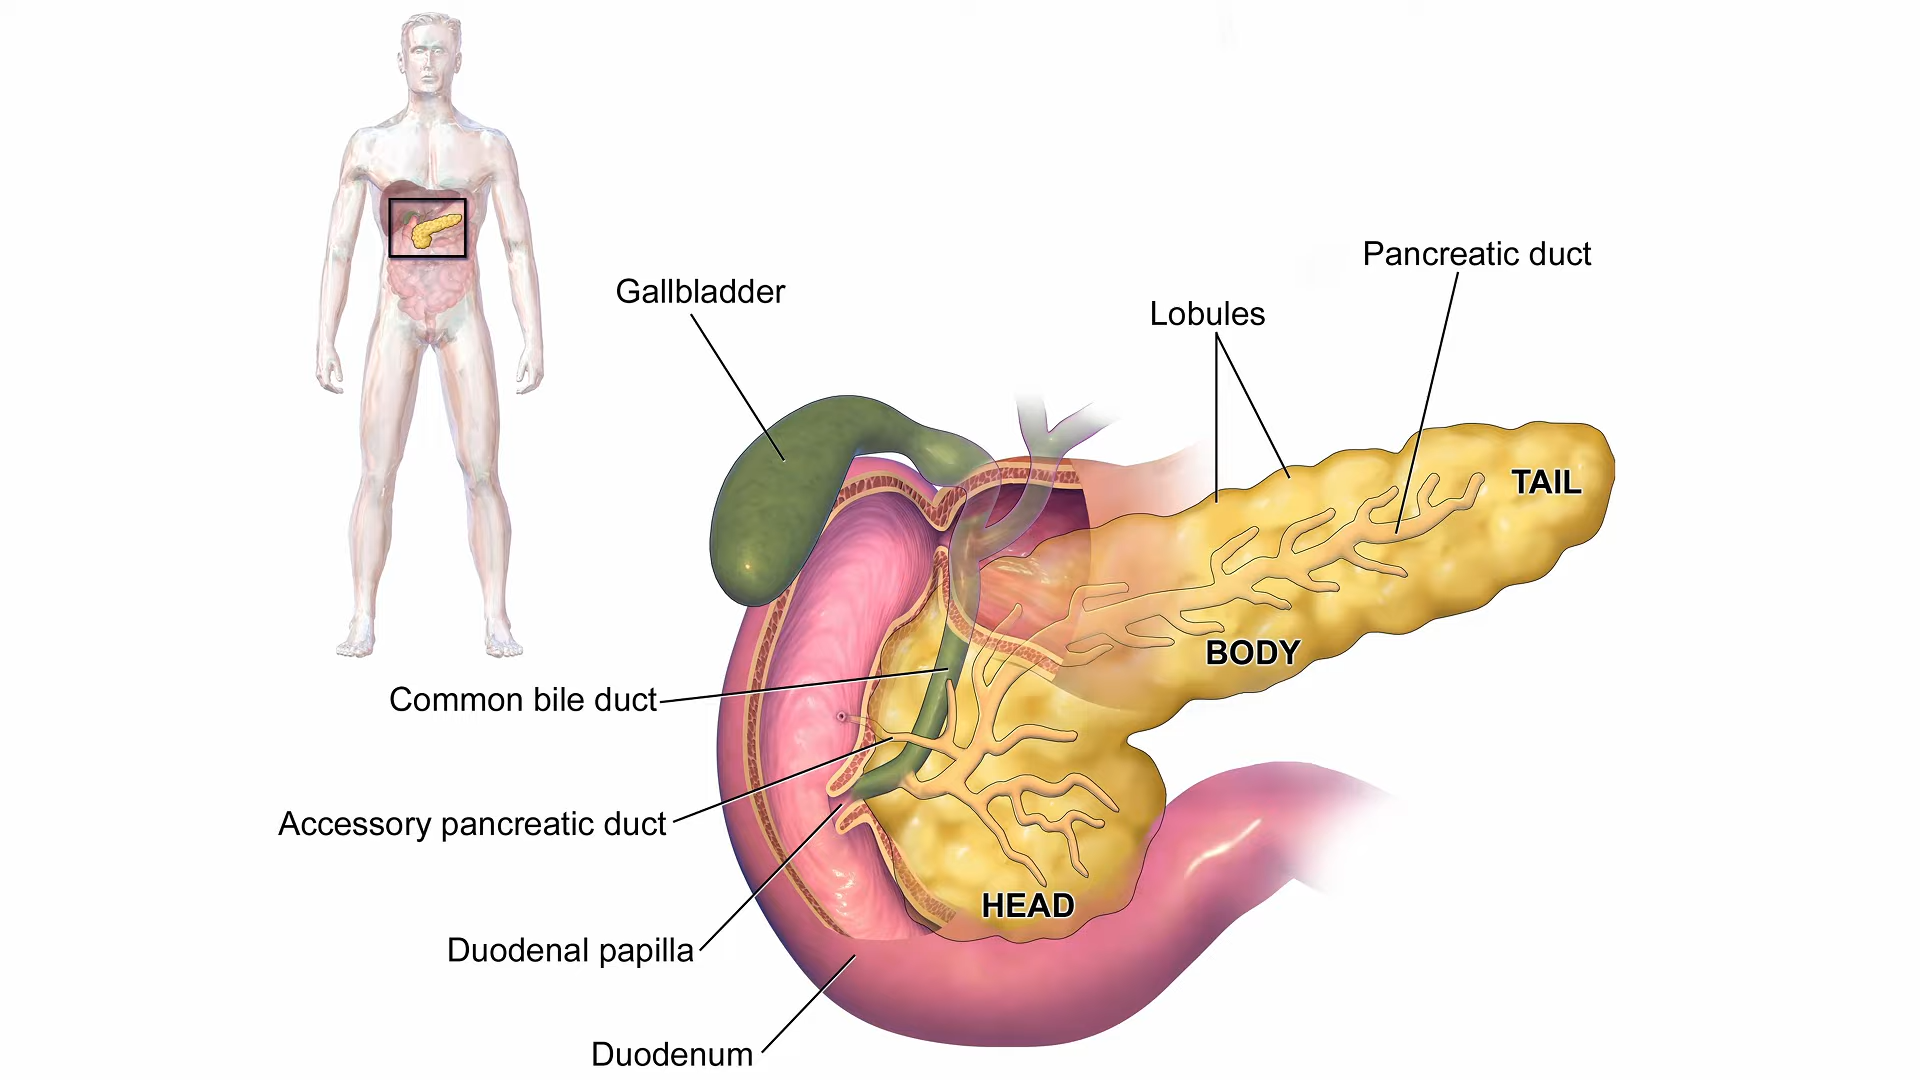 Pancreatic duct
Gallbladder
Lobules
TAIL
BODY
Common bile duct
Accessory pancreatic duct
HEAD
Duodenal papilla
Duodenum